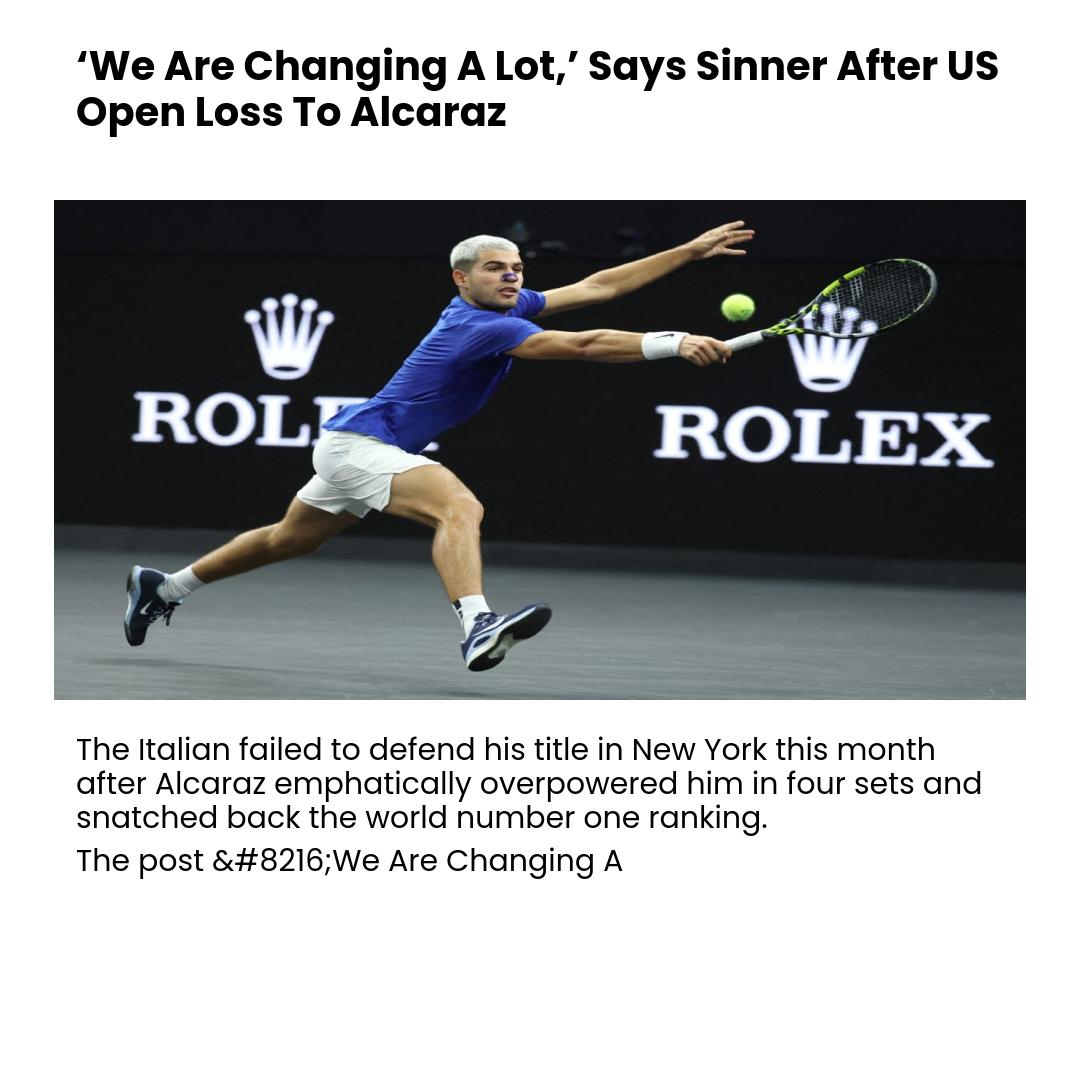 ‘We Are Changing A Lot,’ Says Sinner After US
Open Loss To Alcaraz
ROLEX
The Italian failed to defend his title in New York this month
after Alcaraz emphatically overpowered him in four sets and
snatched back the world number one ranking.
The post &#8216;We Are Changing A